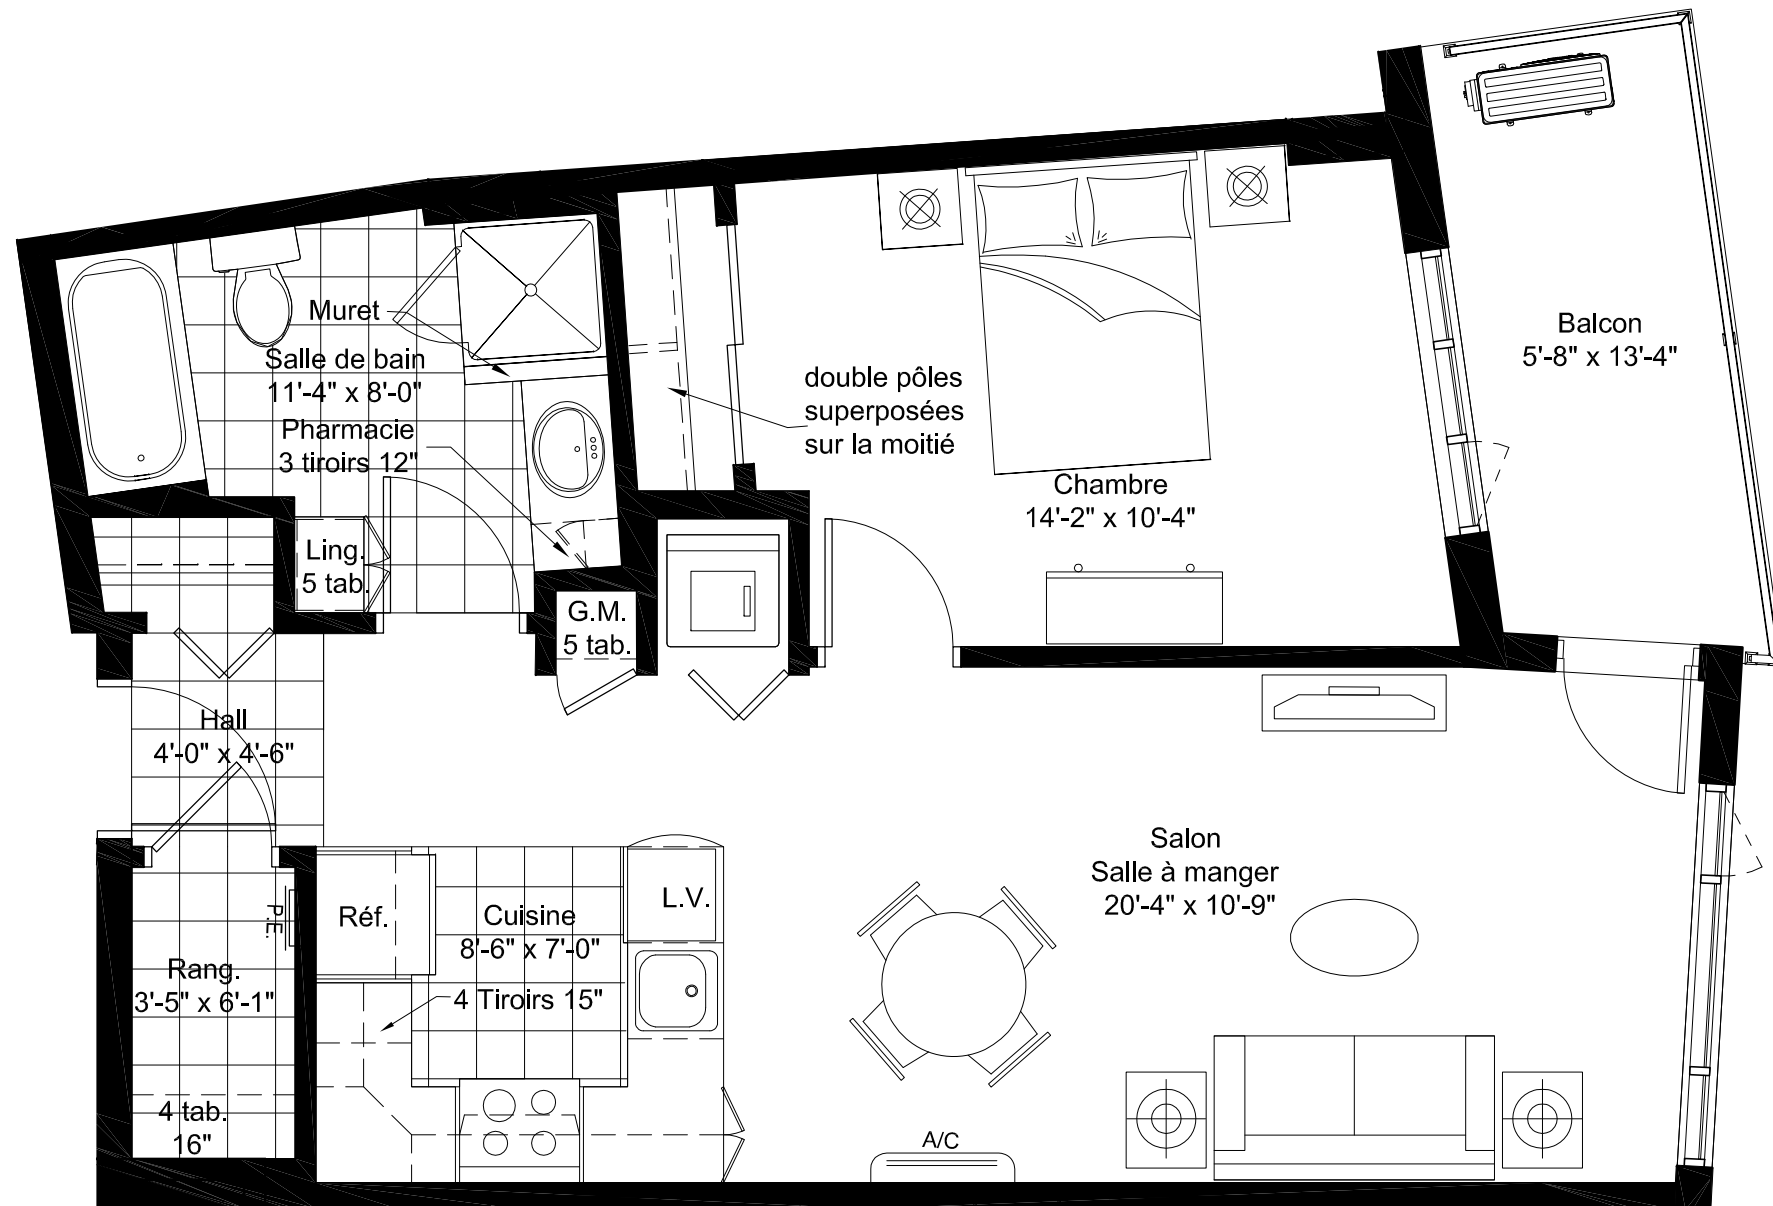 Muret
Salle de bain
11'-4" x 8'-0"
Pharmacie
3 tiroirs 12"
double pôles
superposées
sur la moitié
Chambre
14'-2" x 10'-4"
Balcon
5'-8" x 13'-4"
Ling.
5 tab.
G.M.
5 tab.
Hall
4'-0" x 4'-6"
Salon
Salle à manger
20'-4" x 10'-9"
P.E.
Réf.
Cuisine
8'-6" x 7'-0"
L.V.
Rang.
3'-5" x 6'-1"
4 Tiroirs 15"
4 tab.
16"
A/C